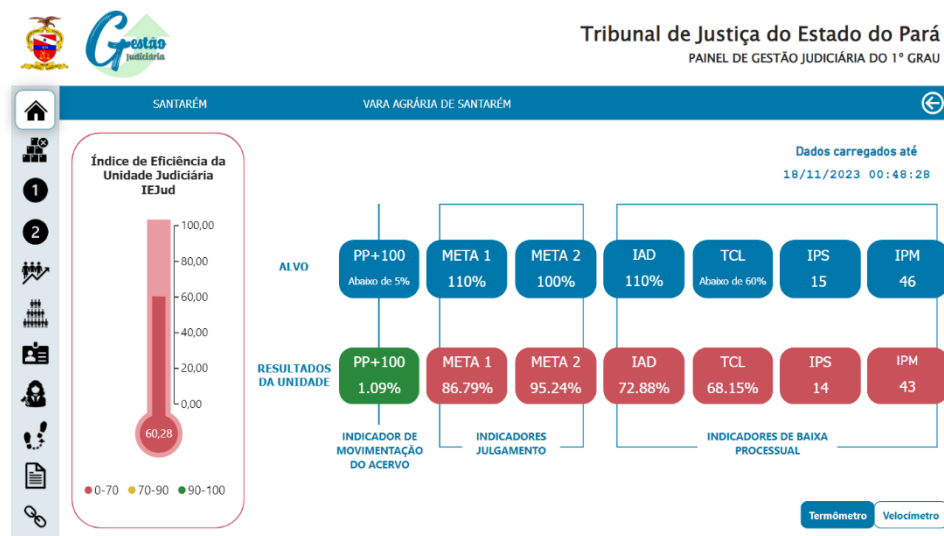 Gestão
Judiciária
Tribunal de Justiça do Estado do Pará
PAINEL DE GESTÃO JUDICIÁRIA DO 1º GRAU
SANTARÉM
VARA AGRÁRIA DE SANTARÉM
Índice de Eficiência da
Unidade Judiciária
IEJud
100,00
80,00
60,00
40,00
20,00
0,00
60,28
0-70 70-90 90-100
Dados carregados até
18/11/2023 00:48:28
ALVO
PP+100
Abaixo de 5%
META 1
110%
META 2
100%
IAD
110%
TCL
Abaixo de 60%
IPS
15
IPM
46
RESULTADOS
DA UNIDADE
PP+100
1.09%
META 1
86.79%
META 2
95.24%
IAD
72.88%
TCL
68.15%
IPS
14
IPM
43
INDICADOR DE
MOVIMENTAÇÃO
DO ACERVO
INDICADORES
JULGAMENTO
INDICADORES DE BAIXA
PROCESSUAL
1
2
Termômetro
Velocímetro